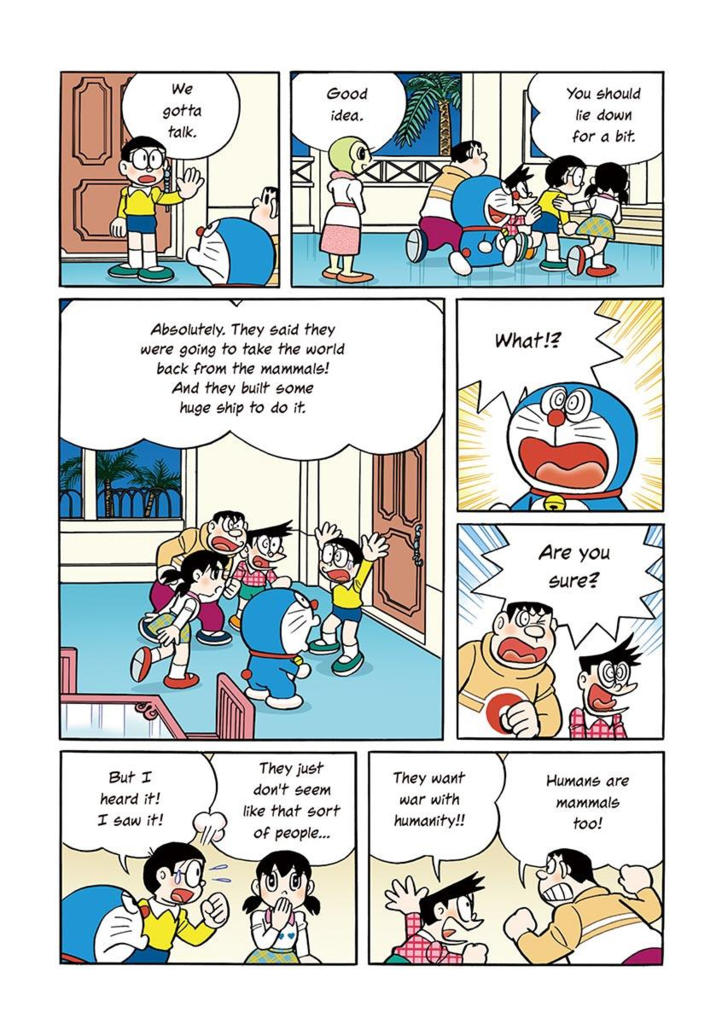 You should
lie down
for a bit.
Good
idea.
We
gotta
talk.
What!?
Are you
sure?
Absolutely. They said they
were going to take the world
back from the mammals!
And they built some
huge ship to do it.
Humans are
mammals
too!
They want
war with
humanity!!
They just
don't seem
like that sort
of people...
But I
heard it!
I saw it!